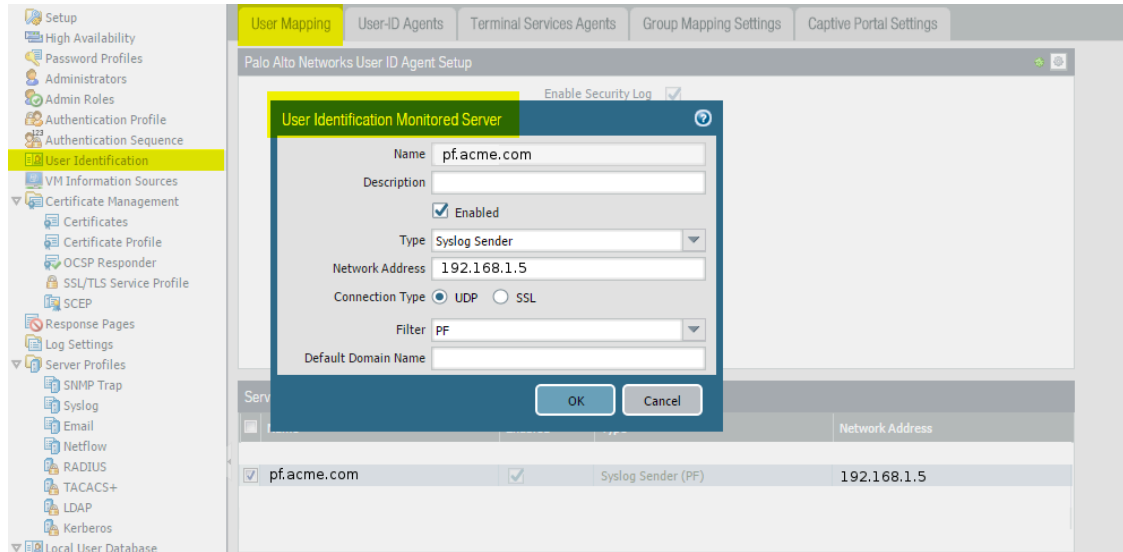 Setup
High Availability
Password Profiles
Administrators
Admin Roles
Authentication Profile
Authentication Sequence
User Identification
VM Information Sources
Certificate Management
Certificates
Certificate Profile
OCSP Responder
SSL/TLS Service Profile
SCEP
Response Pages
Log Settings
Server Profiles
SNMP Trap
Syslog
Email
Netflow
RADIUS
TACACS+
LDAP
Kerberos
Local User Database
User Mapping User-ID Agents Terminal Services Agents Group Mapping Settings Captive Portal Settings
Palo Alto Networks User ID Agent Setup
Enable Security Log
User Identification Monitored Server
Name pf.acme.com
Description
Enabled
Type Syslog Sender
Network Address 192.168.1.5
Connection Type UDP SSL
Filter PF
Default Domain Name
OK Cancel
Network Address
pf.acme.com Syslog Sender (PF) 192.168.1.5